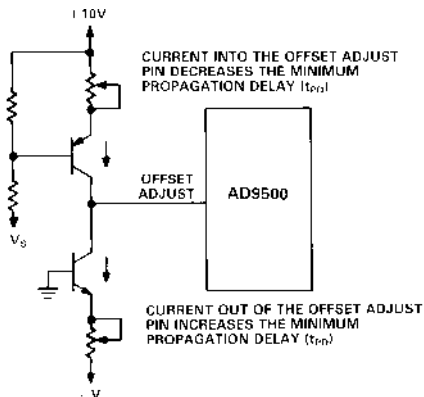 +10V
CURRENT INTO THE OFFSET ADJUST
PIN DECREASES THE MINIMUM
PROPAGATION DELAY (tPD)
OFFSET
ADJUST
AD9500
VS
CURRENT OUT OF THE OFFSET ADJUST
PIN INCREASES THE MINIMUM
PROPAGATION DELAY (tPD)